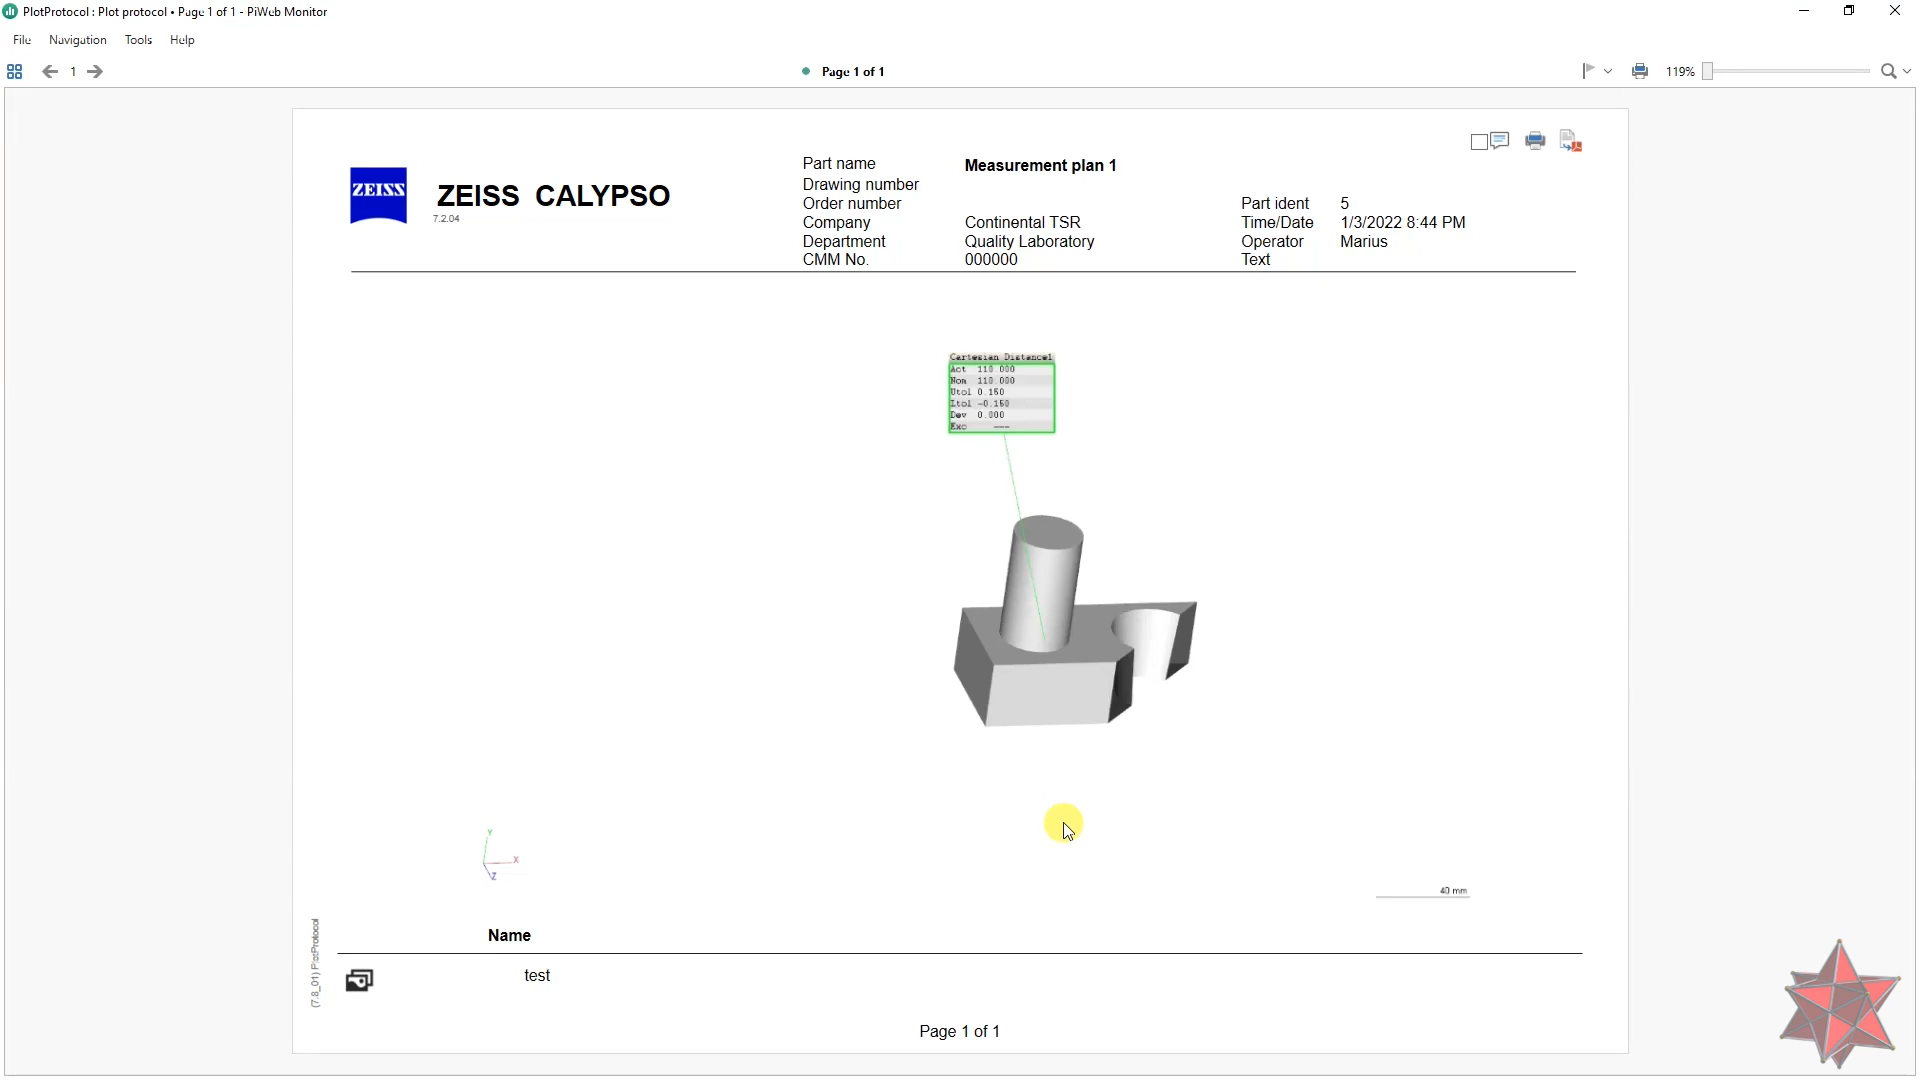 PlotProtocol : Plot protocol • Page 1 of 1 - PiWeb Monitor
File Navigation Tools Help
1
Page 1 of 1
119%
ZEISS
ZEISS CALYPSO
7.2.04
Part name Measurement plan 1
Drawing number
Order number
Company Continental TSR
Department Quality Laboratory
CMM No. 000000
Part ident 5
Time/Date 1/3/2022 8:44 PM
Operator Marius
Text
Cartesian Distance1
Act 110.000
Nom 110.000
Utol 0.150
Ltol -0.150
Dev 0.000
Exc ---
Y
X
Z
40 mm
(7.8_01) PlotProtocol
Name
test
Page 1 of 1